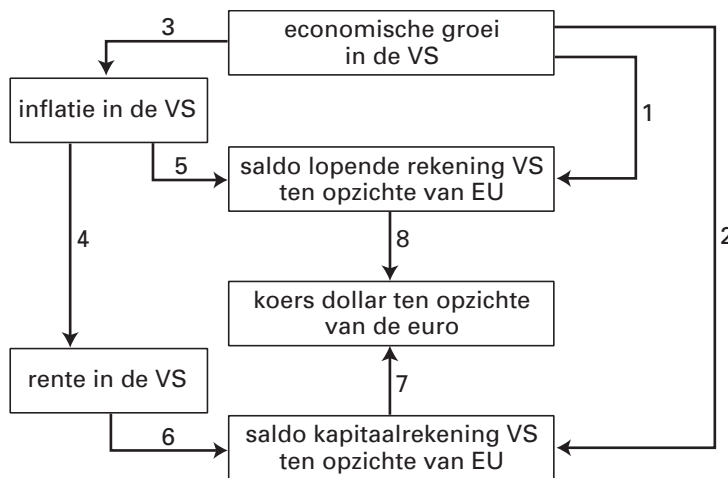 3
economische groei
in de VS
inflatie in de VS
1
5
saldo lopende rekening VS
ten opzichte van EU
4
8
2
koers dollar ten opzichte
van de euro
rente in de VS
7
6
saldo kapitaalrekening VS
ten opzichte van EU